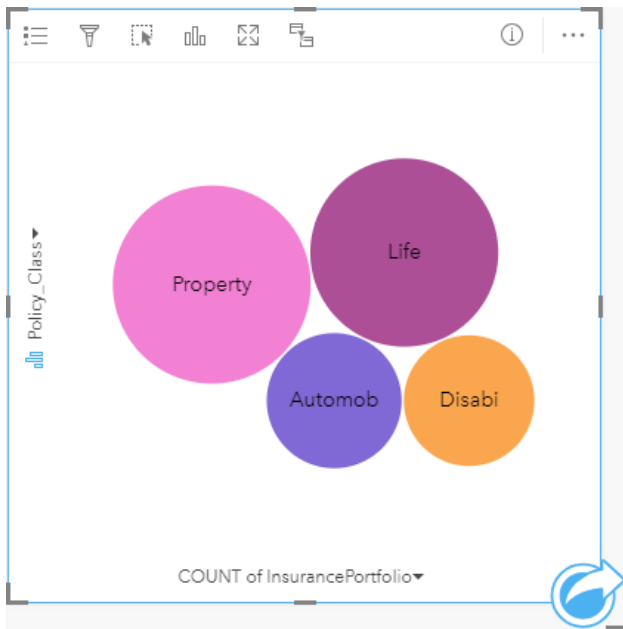 Policy_Class
Property
Life
Automob
Disabi
COUNT of InsurancePortfolio